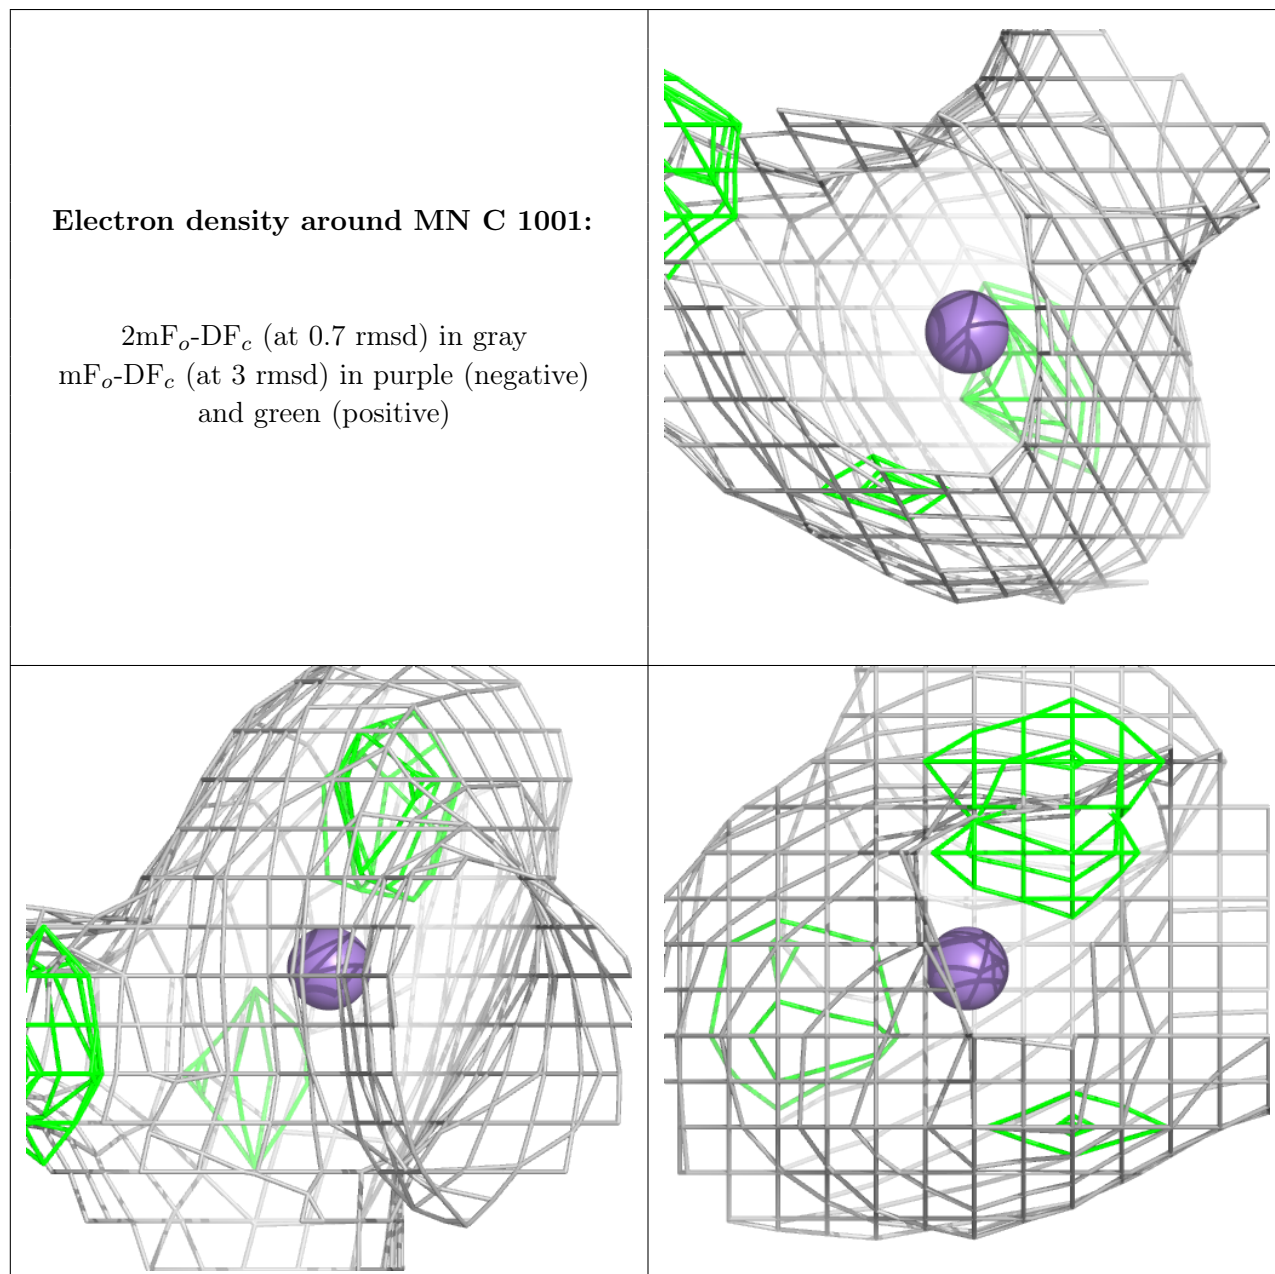 Electron density around MN C 1001:
2mFo-DFc (at 0.7 rmsd) in gray
mFo-DFc (at 3 rmsd) in purple (negative)
and green (positive)